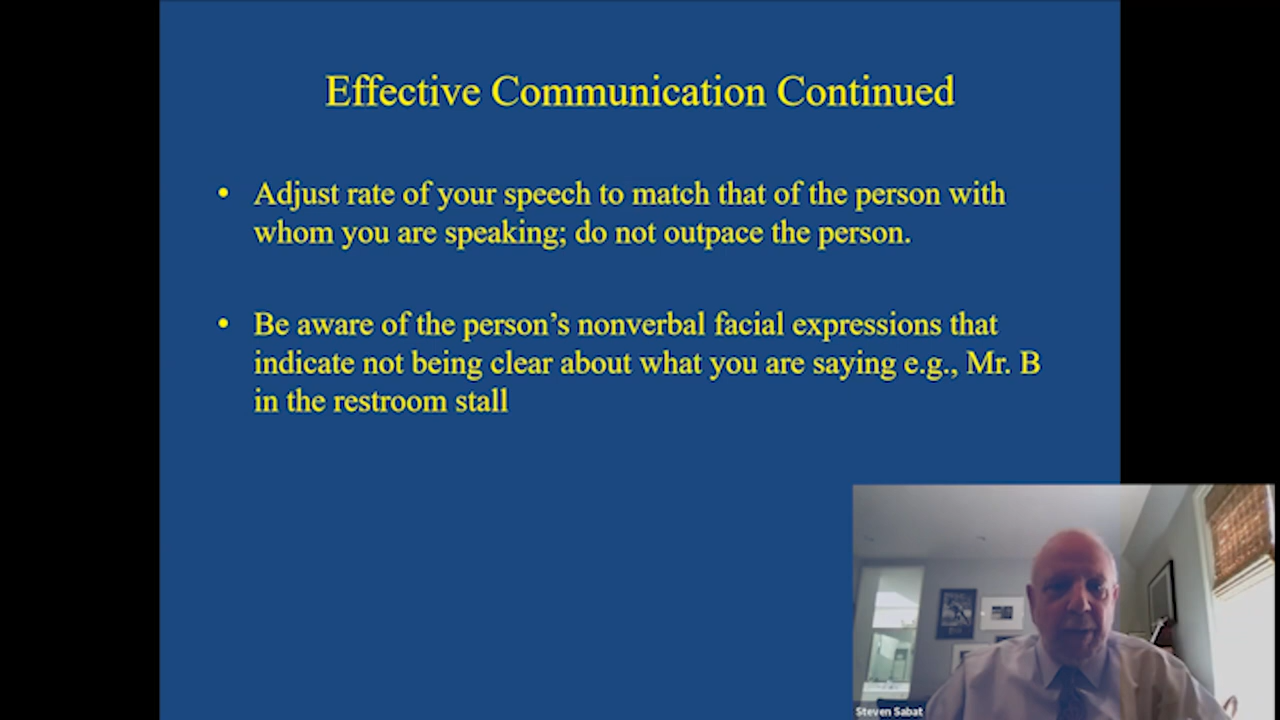 Effective Communication Continued
• Adjust rate of your speech to match that of the person with
whom you are speaking; do not outpace the person.
• Be aware of the person’s nonverbal facial expressions that
indicate not being clear about what you are saying e.g., Mr. B
in the restroom stall
Steven Sabat